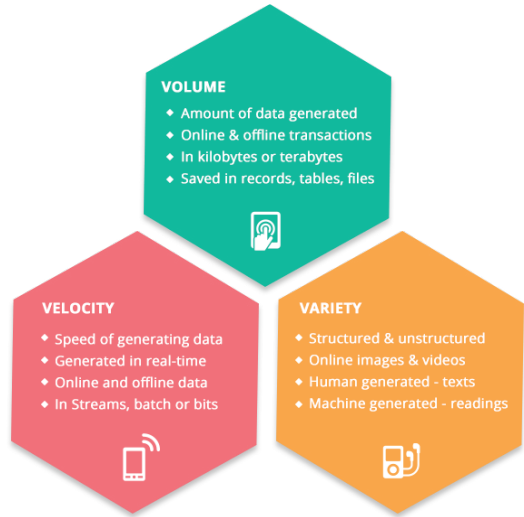 VOLUME
◆ Amount of data generated
◆ Online & offline transactions
◆ In kilobytes or terabytes
◆ Saved in records, tables, files
VELOCITY
◆ Speed of generating data
◆ Generated in real-time
◆ Online and offline data
◆ In Streams, batch or bits
VARIETY
◆ Structured & unstructured
◆ Online images & videos
◆ Human generated - texts
◆ Machine generated - readings